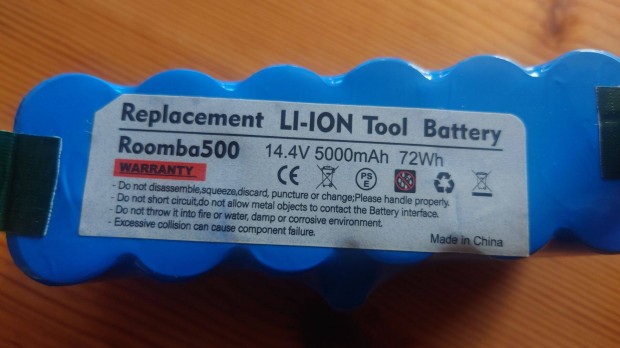 Replacement LI-ION Tool Battery
Roomba500 14.4V 5000mAh 72Wh
WARRANTY
CE PS E
- Do not disassemble,squeeze,discard, puncture or change;Please handle properly.
- Do not short circuit,do not allow metal objects to contact the Battery interface.
- Do not throw it into fire or water, damp or corrosive environment.
- Excessive collision can cause component failure.
Made in China